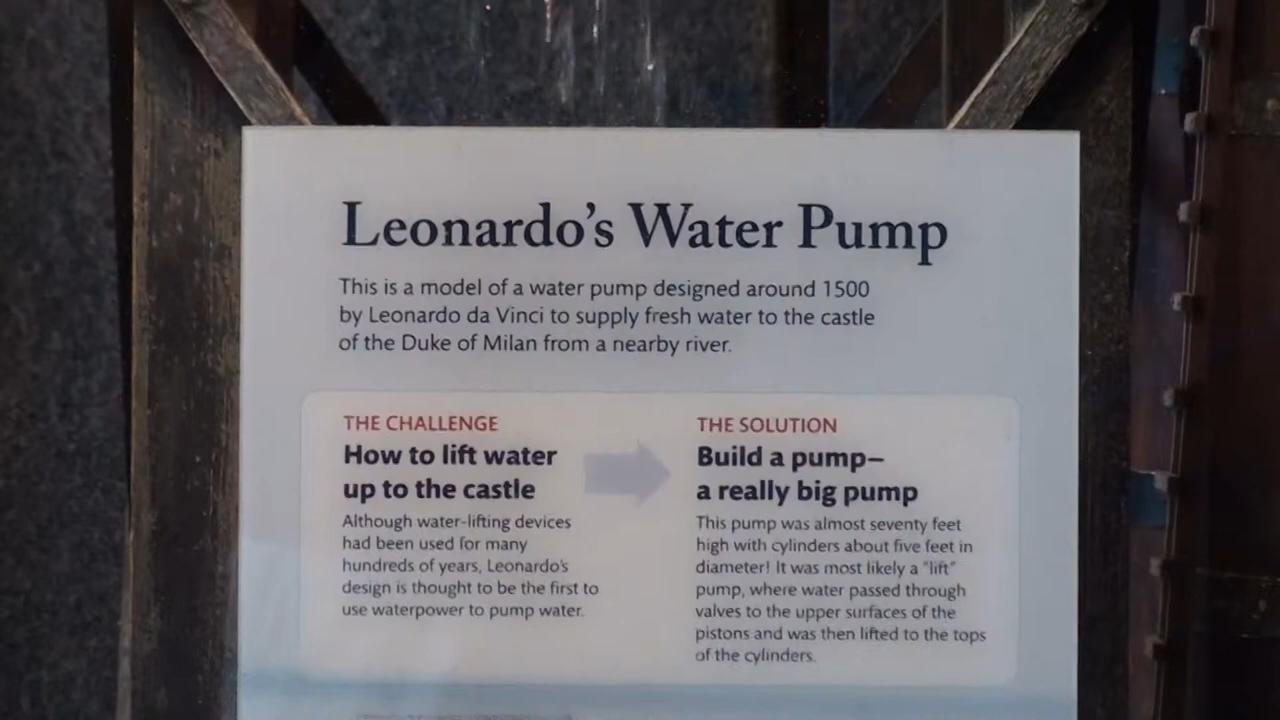 Leonardo's Water Pump
This is a model of a water pump designed around 1500
by Leonardo da Vinci to supply fresh water to the castle
of the Duke of Milan from a nearby river.
THE CHALLENGE
How to lift water
up to the castle
Although water-lifting devices
had been used for many
hundreds of years, Leonardo's
design is thought to be the first to
use waterpower to pump water.
THE SOLUTION
Build a pump–
a really big pump
This pump was almost seventy feet
high with cylinders about five feet in
diameter! It was most likely a "lift"
pump, where water passed through
valves to the upper surfaces of the
pistons and was then lifted to the tops
of the cylinders.